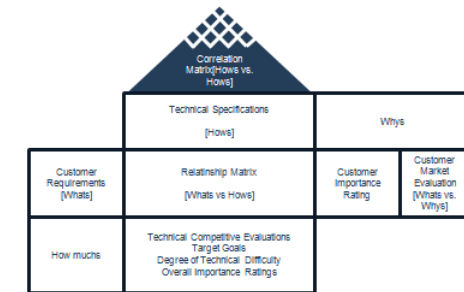 Correlation
Matrix[Hows vs.
Hows]
Technical Specifications
[Hows]
Whys
Customer
Requirements
[Whats]
Relatinship Matrix
[Whats vs Hows]
Customer
Importance
Rating
Customer
Market
Evaluation
[Whats vs.
Whys]
How muchs
Technical Competitive Evaluations
Target Goals
Degree of Technical Difficulty
Overall Importance Ratings